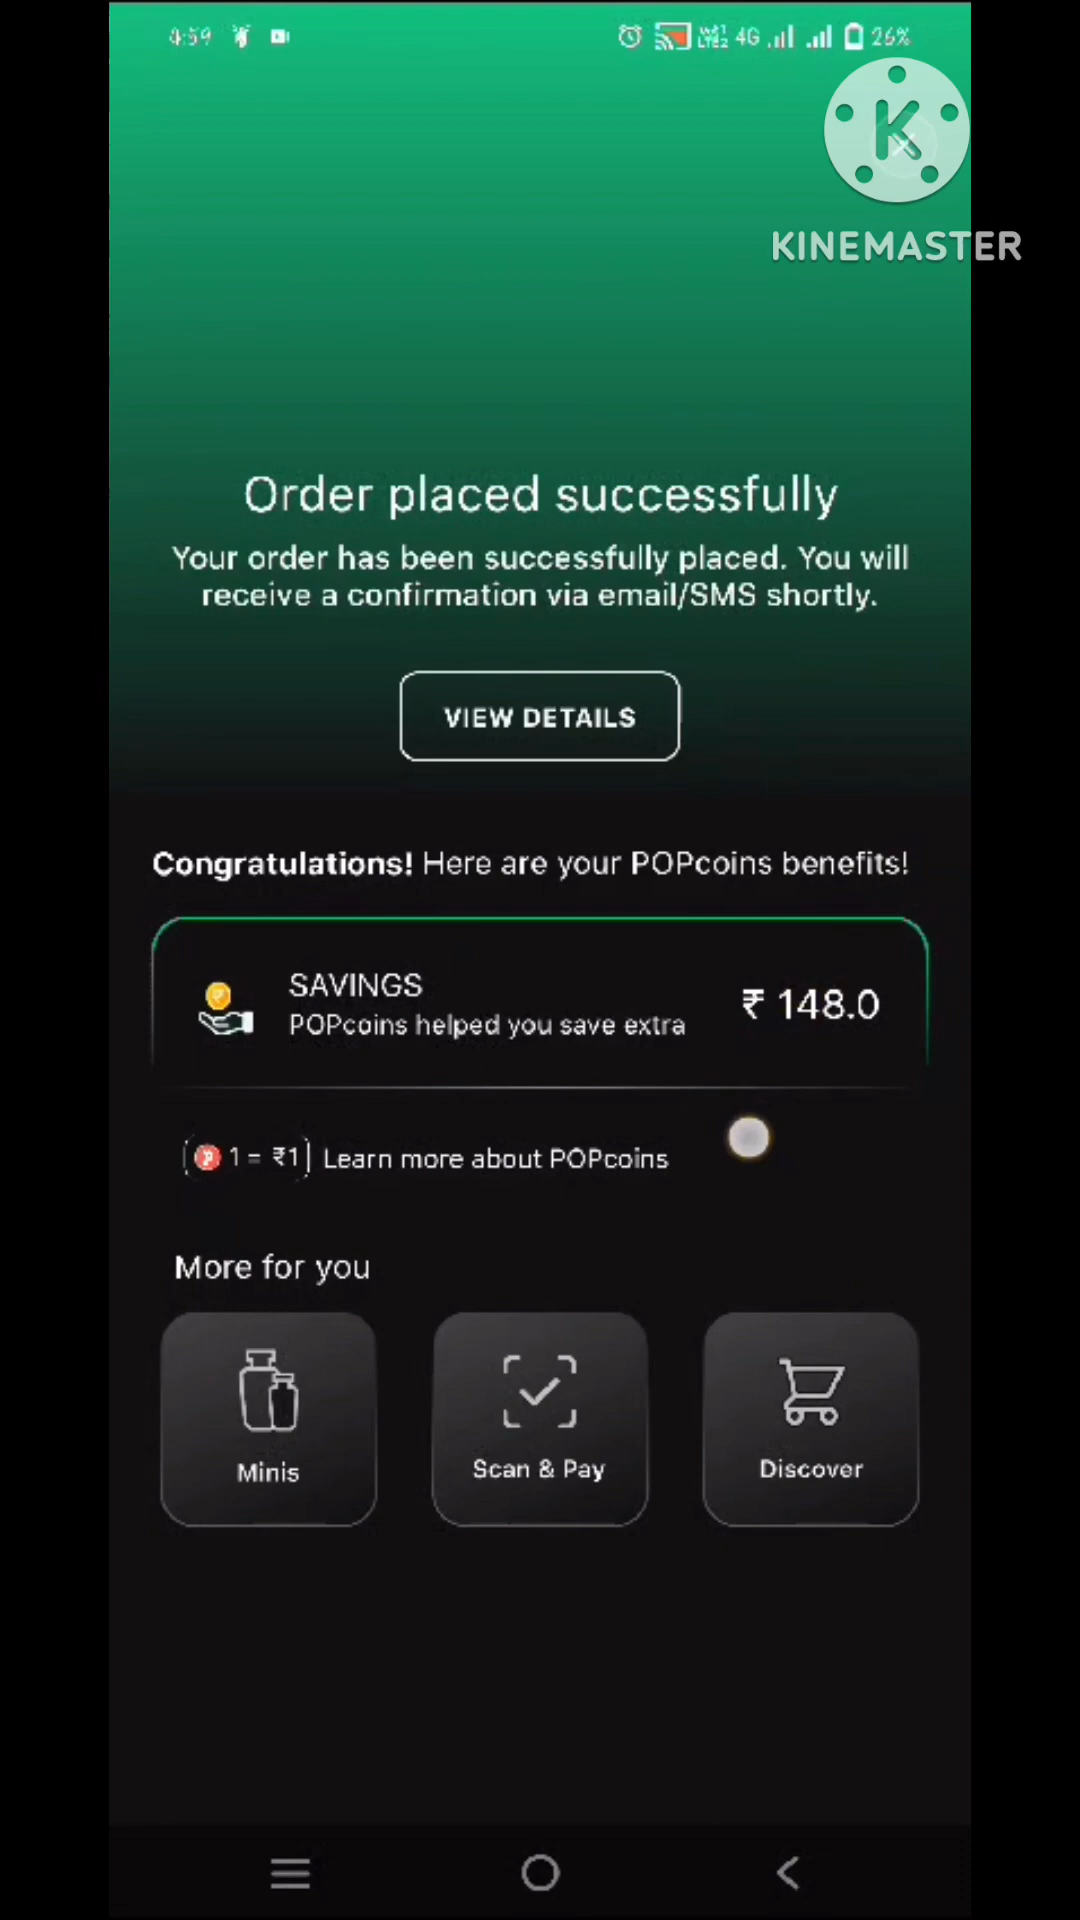 4:59
4G
26%
K
KINEMASTER
Order placed successfully
Your order has been successfully placed. You will
receive a confirmation via email/SMS shortly.
VIEW DETAILS
Congratulations! Here are your POPcoins benefits!
SAVINGS
POPcoins helped you save extra
₹ 148.0
1 = ₹1 Learn more about POPcoins
More for you
Minis
Scan & Pay
Discover